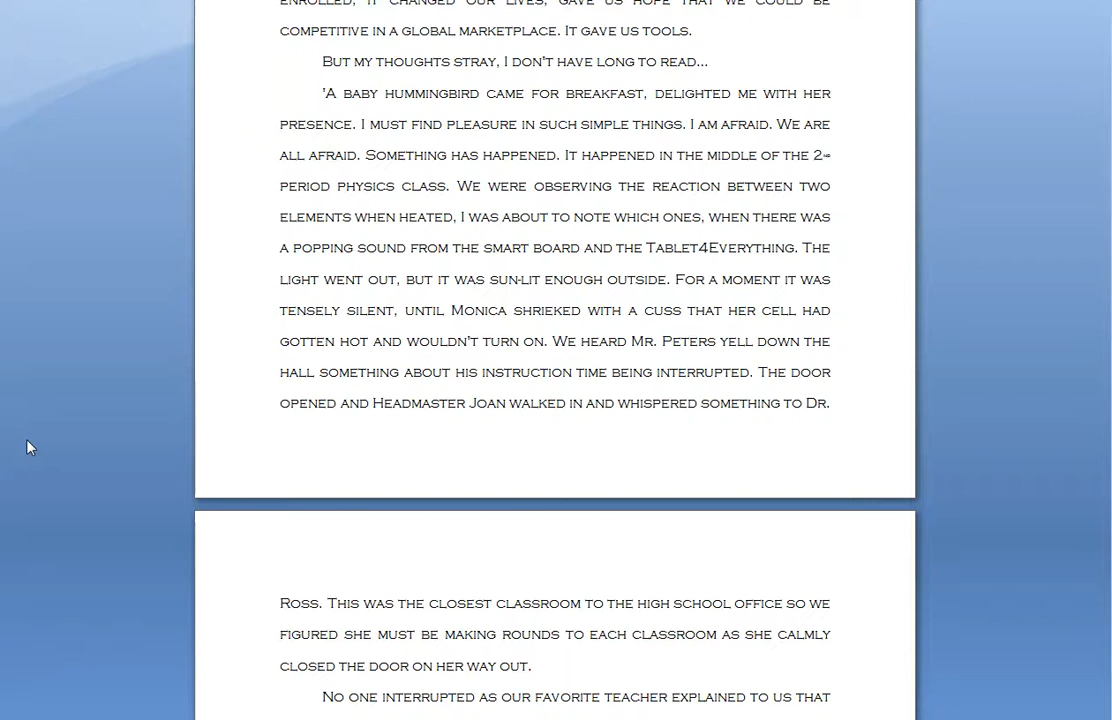 ENROLLED, IT CHANGED OUR LIVES, GAVE US HOPE THAT WE COULD BE
COMPETITIVE IN A GLOBAL MARKETPLACE. IT GAVE US TOOLS.
BUT MY THOUGHTS STRAY, I DON'T HAVE LONG TO READ...
'A BABY HUMMINGBIRD CAME FOR BREAKFAST, DELIGHTED ME WITH HER
PRESENCE. I MUST FIND PLEASURE IN SUCH SIMPLE THINGS. I AM AFRAID. WE ARE
ALL AFRAID. SOMETHING HAS HAPPENED. IT HAPPENED IN THE MIDDLE OF THE 2ND
PERIOD PHYSICS CLASS. WE WERE OBSERVING THE REACTION BETWEEN TWO
ELEMENTS WHEN HEATED, I WAS ABOUT TO NOTE WHICH ONES, WHEN THERE WAS
A POPPING SOUND FROM THE SMART BOARD AND THE TABLET4EVERYTHING. THE
LIGHT WENT OUT, BUT IT WAS SUN-LIT ENOUGH OUTSIDE. FOR A MOMENT IT WAS
TENSELY SILENT, UNTIL MONICA SHRIEKED WITH A CUSS THAT HER CELL HAD
GOTTEN HOT AND WOULDN'T TURN ON. WE HEARD MR. PETERS YELL DOWN THE
HALL SOMETHING ABOUT HIS INSTRUCTION TIME BEING INTERRUPTED. THE DOOR
OPENED AND HEADMASTER JOAN WALKED IN AND WHISPERED SOMETHING TO DR.
ROSS. THIS WAS THE CLOSEST CLASSROOM TO THE HIGH SCHOOL OFFICE SO WE
FIGURED SHE MUST BE MAKING ROUNDS TO EACH CLASSROOM AS SHE CALMLY
CLOSED THE DOOR ON HER WAY OUT.
NO ONE INTERRUPTED AS OUR FAVORITE TEACHER EXPLAINED TO US THAT